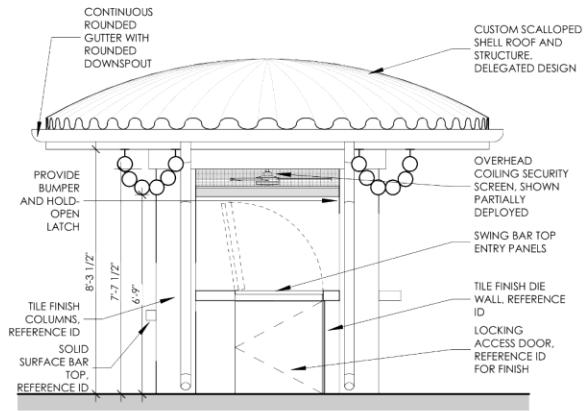 CONTINUOUS
ROUNDED
GUTTER WITH
ROUNDED
DOWNSPOUT
CUSTOM SCALLOPED
SHELL ROOF AND
STRUCTURE.
DELEGATED DESIGN
PROVIDE
BUMPER
AND HOLD-
OPEN
LATCH
OVERHEAD
COILING SECURITY
SCREEN, SHOWN
PARTIALLY
DEPLOYED
SWING BAR TOP
ENTRY PANELS
8'-3 1/2"
7'-7 1/2"
6'-9"
TILE FINISH
COLUMNS,
REFERENCE ID
TILE FINISH DIE
WALL, REFERENCE
ID
SOLID
SURFACE BAR
TOP,
REFERENCE ID
LOCKING
ACCESS DOOR,
REFERENCE ID
FOR FINISH